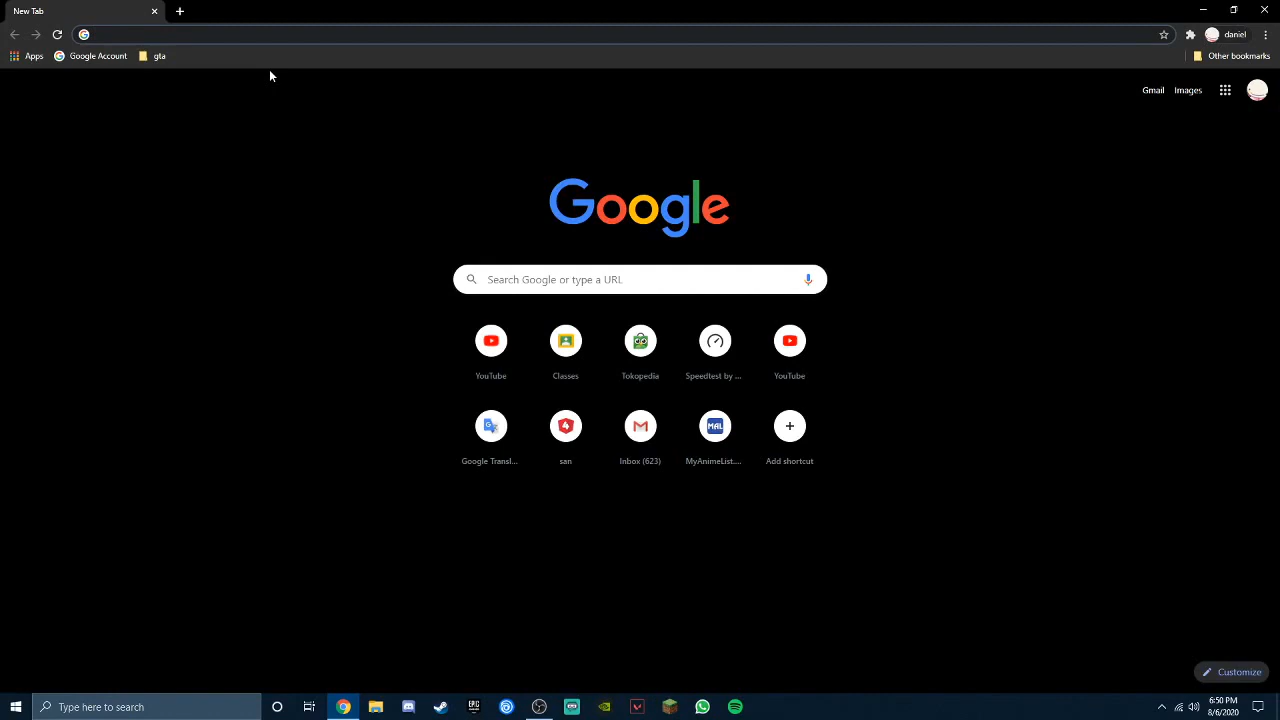 New Tab
daniel
Apps
Google Account
gta
Other bookmarks
Gmail
Images
Google
Search Google or type a URL
YouTube
Classes
Tokopedia
Speedtest by ...
YouTube
Google Transl...
san
Inbox (623)
MAL
MyAnimeList....
Add shortcut
Customize
Type here to search
EPIC
6:50 PM
8/6/2020